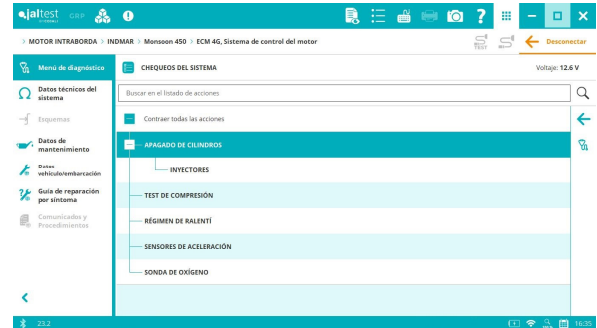 jaltest GRP
> MOTOR INTRABORDA > INDMAR > Monsoon 450 > ECM 4G, Sistema de control del motor
TEST
Desconectar
Menú de diagnóstico
CHEQUEOS DEL SISTEMA
Voltaje: 12.6 V
Datos técnicos del sistema
Buscar en el listado de acciones
Esquemas
Contraer todas las acciones
Datos de mantenimiento
APAGADO DE CILINDROS
Datos vehículo/embarcación
INYECTORES
Guía de reparación por síntoma
TEST DE COMPRESIÓN
Comunicados y Procedimientos
RÉGIMEN DE RALENTÍ
SENSORES DE ACELERACIÓN
SONDA DE OXÍGENO
23.2
16:35